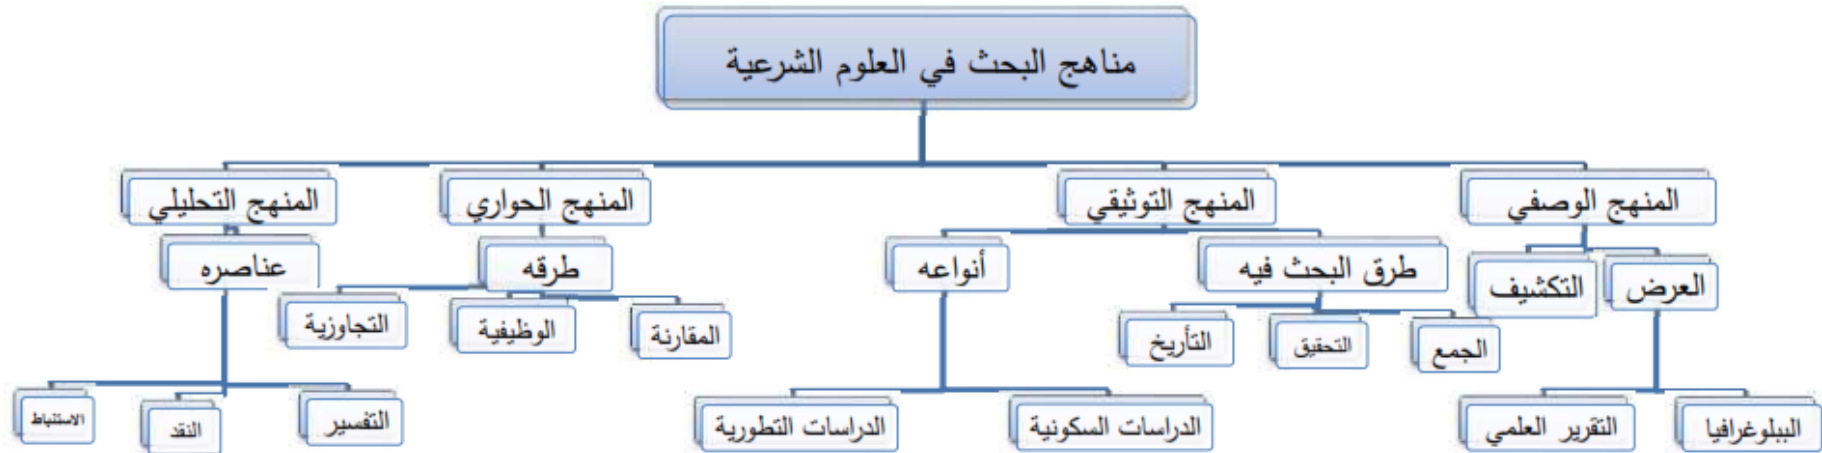 مناهج البحث في العلوم الشرعية
المنهج الوصفي
المنهج التوثيقي
المنهج الحواري
المنهج التحليلي
العرض
التكشيف
طرق البحث فيه
أنواعه
طرقه
عناصره
الجمع
التحقيق
التأريخ
المقارنة
الوظيفية
التجاوزية
الببلوغرافيا
التقرير العلمي
الدراسات السكونية
الدراسات التطورية
التفسير
النقد
الاستنباط